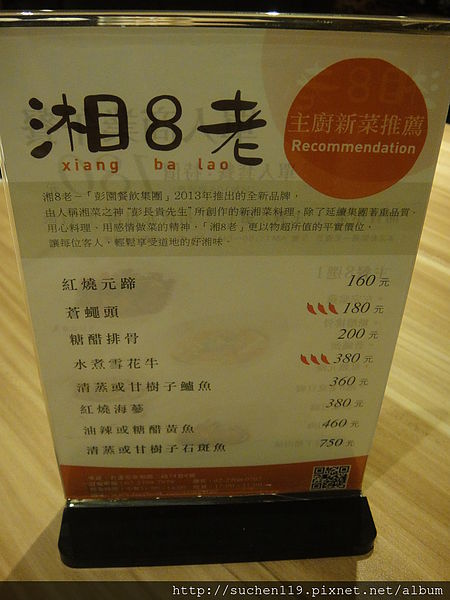 湘8老
xiang ba lao
主廚新菜推薦
Recommendation
湘8老-「彭園餐飲集團」2013年推出的全新品牌，
由人稱湘菜之神"彭長貴先生"所創作的新湘菜料理。除了延續集團著重品質、
用心料理、用感情做菜的精神，「湘8老」更以物超所值的平實價位，
讓每位客人，輕鬆享受道地的好湘味。
紅燒元蹄 160元
蒼蠅頭 180元
糖醋排骨 200元
水煮雪花牛 380元
清蒸或甘樹子鱸魚 360元
紅燒海蔘 380元
油辣或糖醋黃魚 460元
清蒸或甘樹子石斑魚 750元
http://suchen119.pixnet.net/album